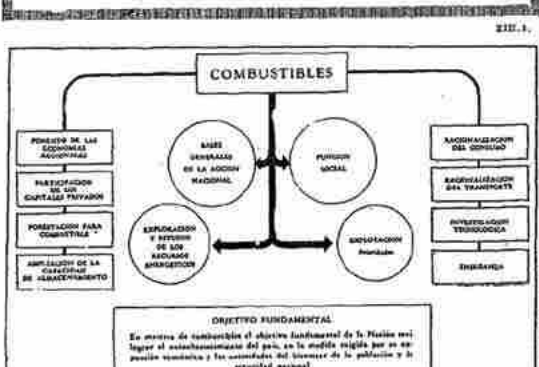 XIII.1.
COMBUSTIBLES
FOMENTO DE LAS
ECONOMIAS
REGIONALES
PARTICIPACION
DE LOS
CAPITALES PRIVADOS
FORESTACION PARA
COMBUSTIBLE
AMPLIACION DE LA
CAPACIDAD
DE ALMACENAMIENTO
BASES
GENERALES
DE LA ACCION
NACIONAL
FUNCION
SOCIAL
EXPLORACION
Y ESTUDIO
DE LOS
RECURSOS
ENERGETICOS
EXPLOTACION
RACIONALIZACION
DEL CONSUMO
RACIONALIZACION
DEL TRANSPORTE
INVESTIGACION
TECNOLOGICA
ENSEÑANZA
OBJETIVO FUNDAMENTAL
En materia de combustibles el objetivo fundamental de la Nación será
lograr el autoabastecimiento del país, en la medida exigida por su ex-
pansión económica y las necesidades del bienestar de la población y la
seguridad nacional